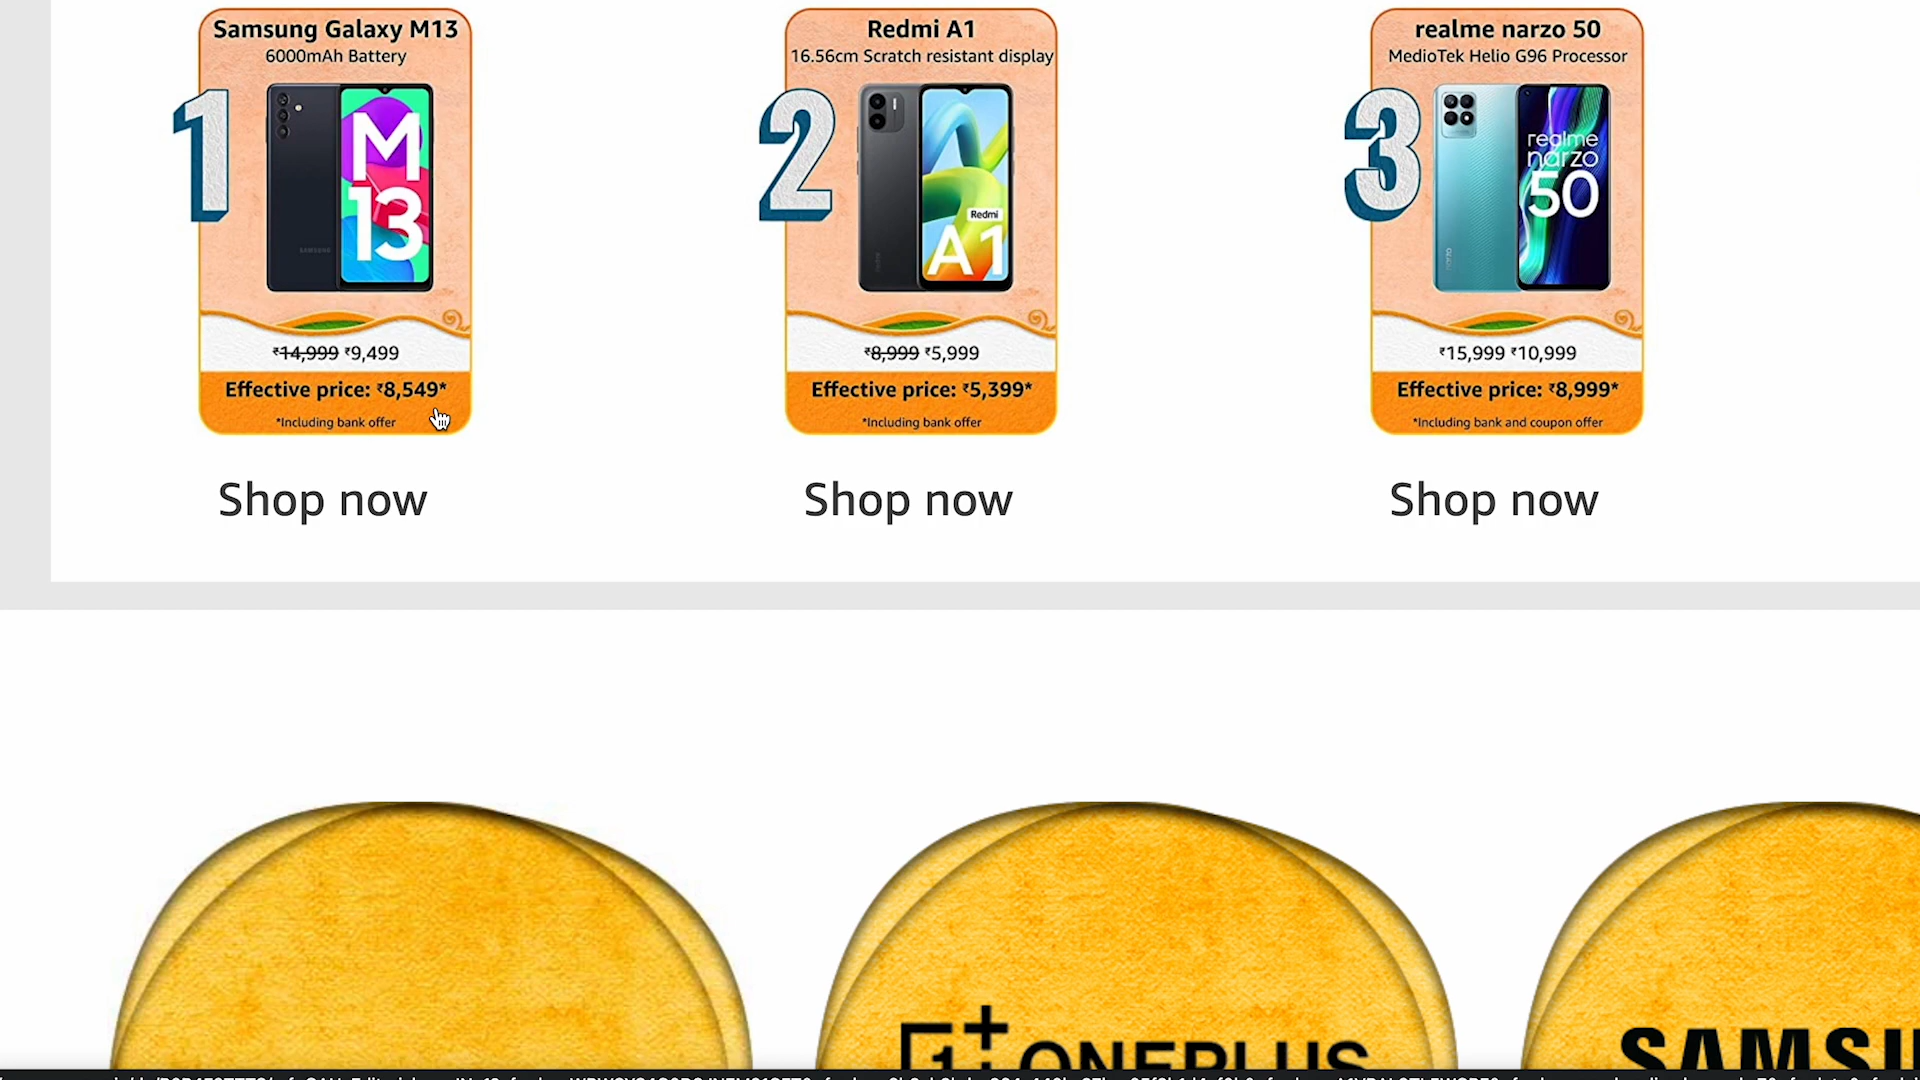 Samsung Galaxy M13
6000mAh Battery
1
M
13
SAMSUNG
₹14,999 ₹9,499
Effective price: ₹8,549*
*Including bank offer
Shop now
Redmi A1
16.56cm Scratch resistant display
2
Redmi
A1
₹8,999 ₹5,999
Effective price: ₹5,399*
*Including bank offer
Shop now
realme narzo 50
MedioTek Helio G96 Processor
3
realme
narzo
50
₹15,999 ₹10,999
Effective price: ₹8,999*
*Including bank and coupon offer
Shop now
ONEPLUS